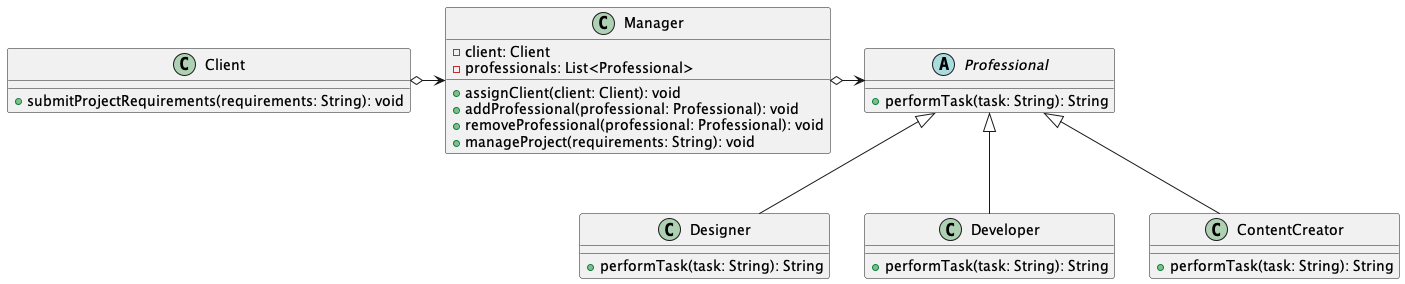 C Manager
client: Client
professionals: List<Professional>
assignClient(client: Client): void
addProfessional(professional: Professional): void
removeProfessional(professional: Professional): void
manageProject(requirements: String): void
C Client
submitProjectRequirements(requirements: String): void
A Professional
performTask(task: String): String
C Designer
performTask(task: String): String
C Developer
performTask(task: String): String
C ContentCreator
performTask(task: String): String